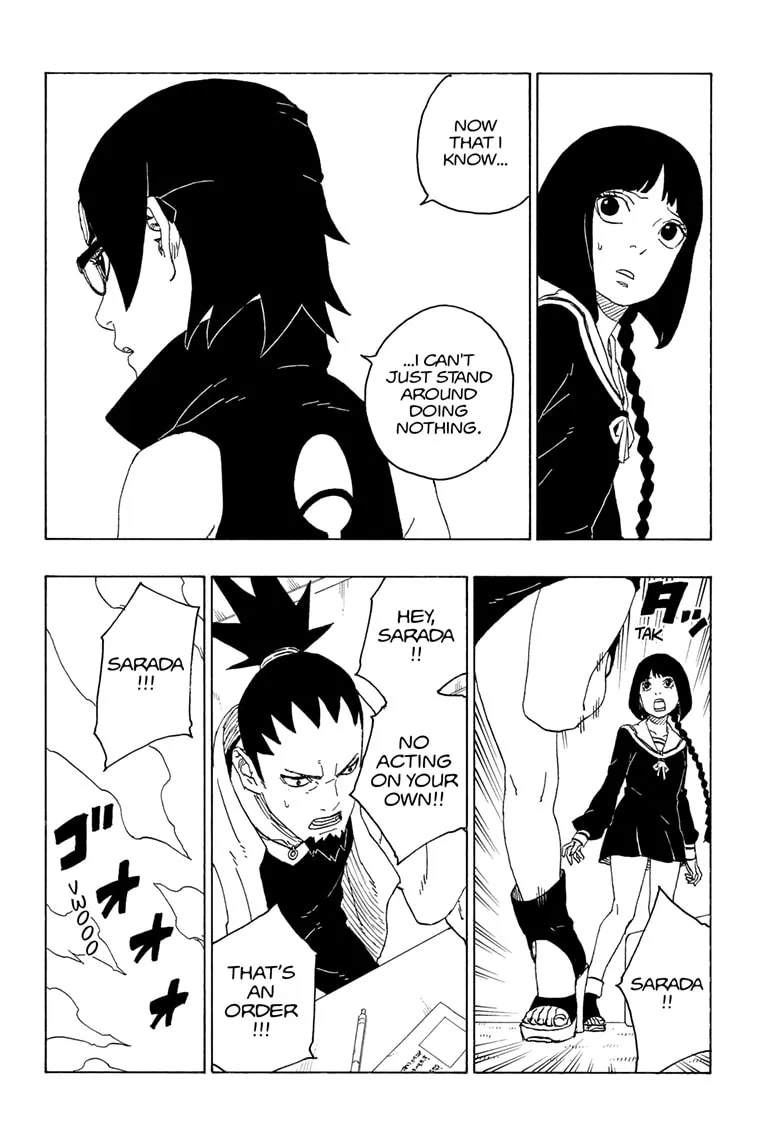 NOW
THAT I
KNOW...
...I CAN'T
JUST STAND
AROUND
DOING
NOTHING.
タッ
TAK
SARADA
!!
HEY,
SARADA
!!
NO
ACTING
ON YOUR
OWN!!
THAT'S
AN
ORDER
!!!
SARADA
!!!
ゴオオオ
VWOOO